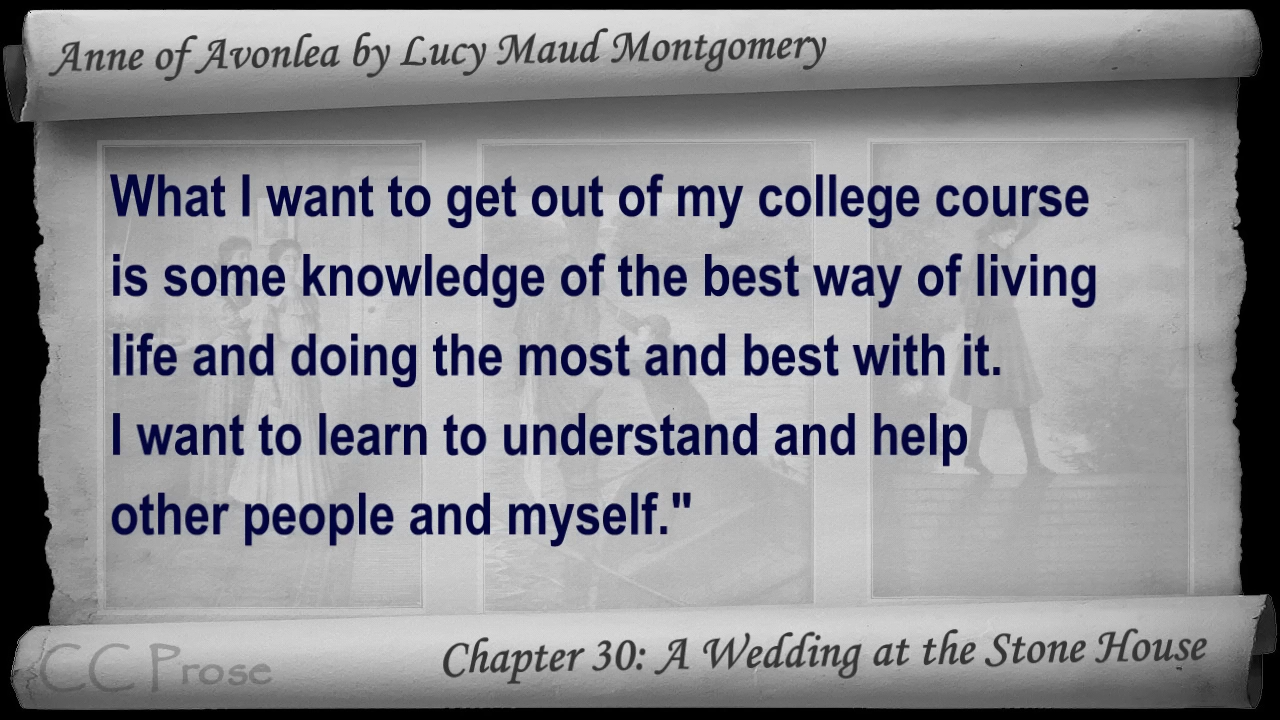 Anne of Avonlea by Lucy Maud Montgomery
What I want to get out of my college course
is some knowledge of the best way of living
life and doing the most and best with it.
I want to learn to understand and help
other people and myself."
CC Prose
Chapter 30: A Wedding at the Stone House